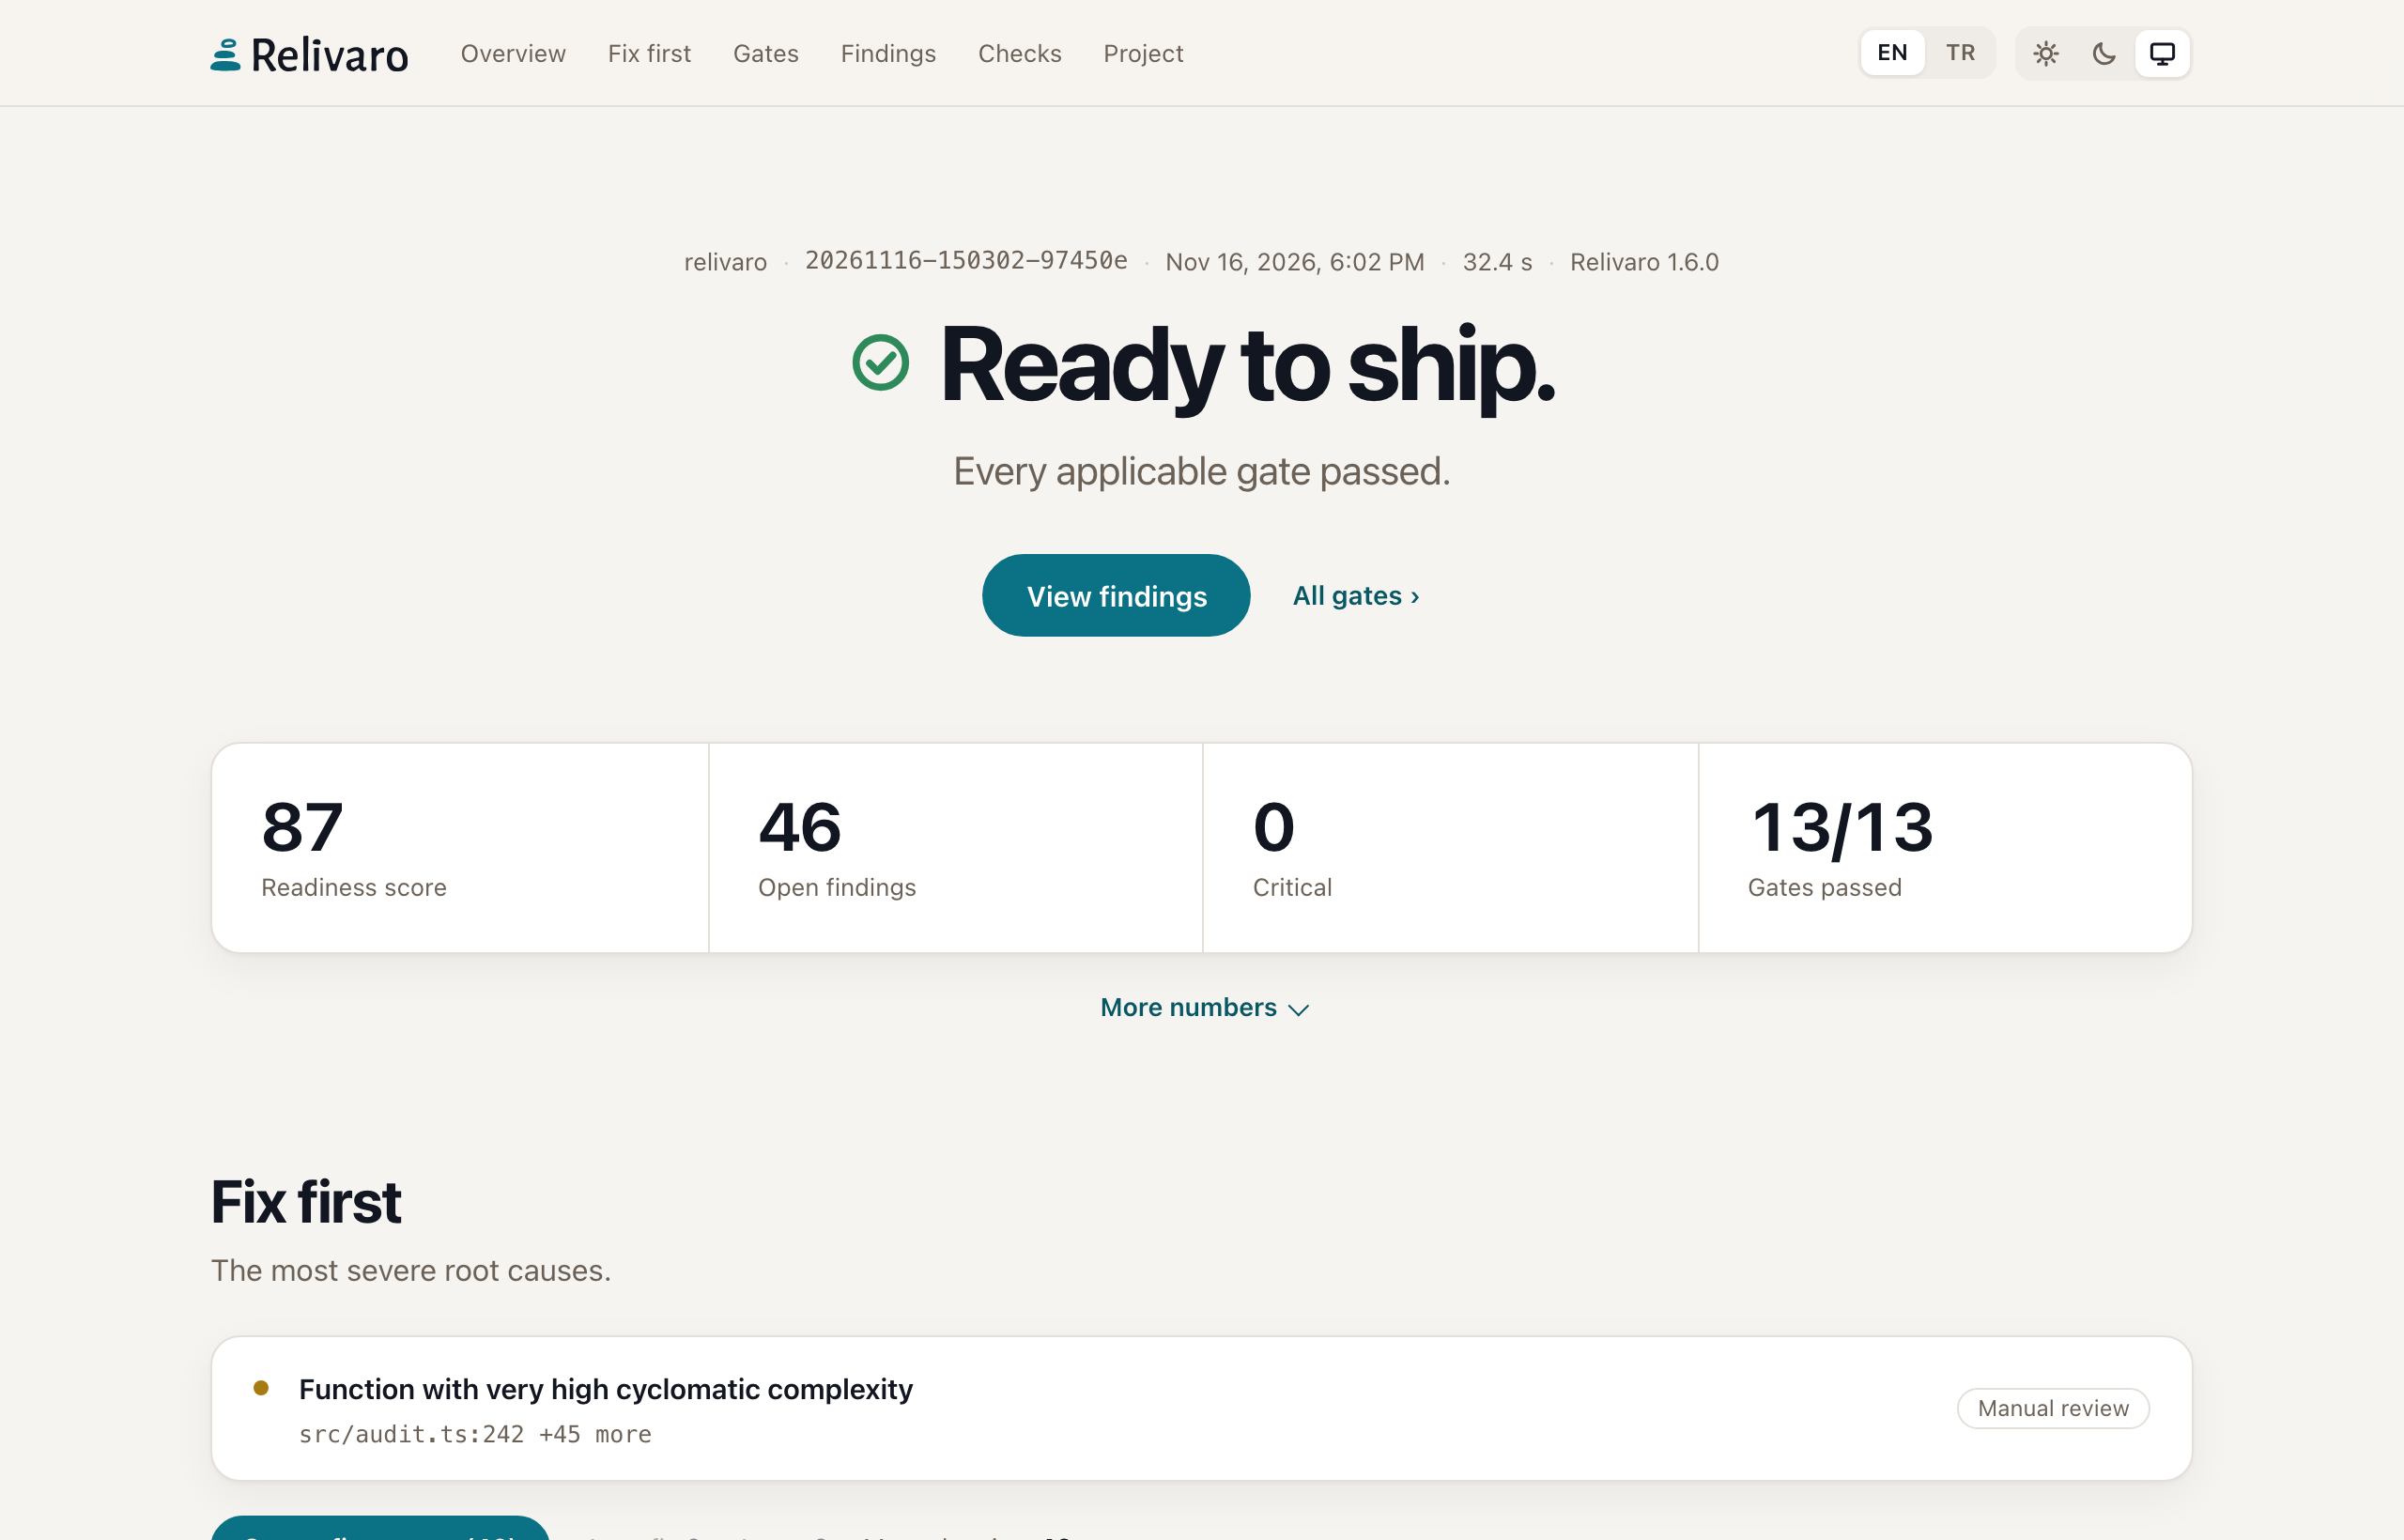 Relivaro
Overview Fix first Gates Findings Checks Project
EN TR
relivaro · 20261116-150302-97450e · Nov 16, 2026, 6:02 PM · 32.4 s · Relivaro 1.6.0
Ready to ship.
Every applicable gate passed.
View findings All gates ›
87 46 0 13/13
Readiness score Open findings Critical Gates passed
More numbers
Fix first
The most severe root causes.
Function with very high cyclomatic complexity
src/audit.ts:242 +45 more
Manual review